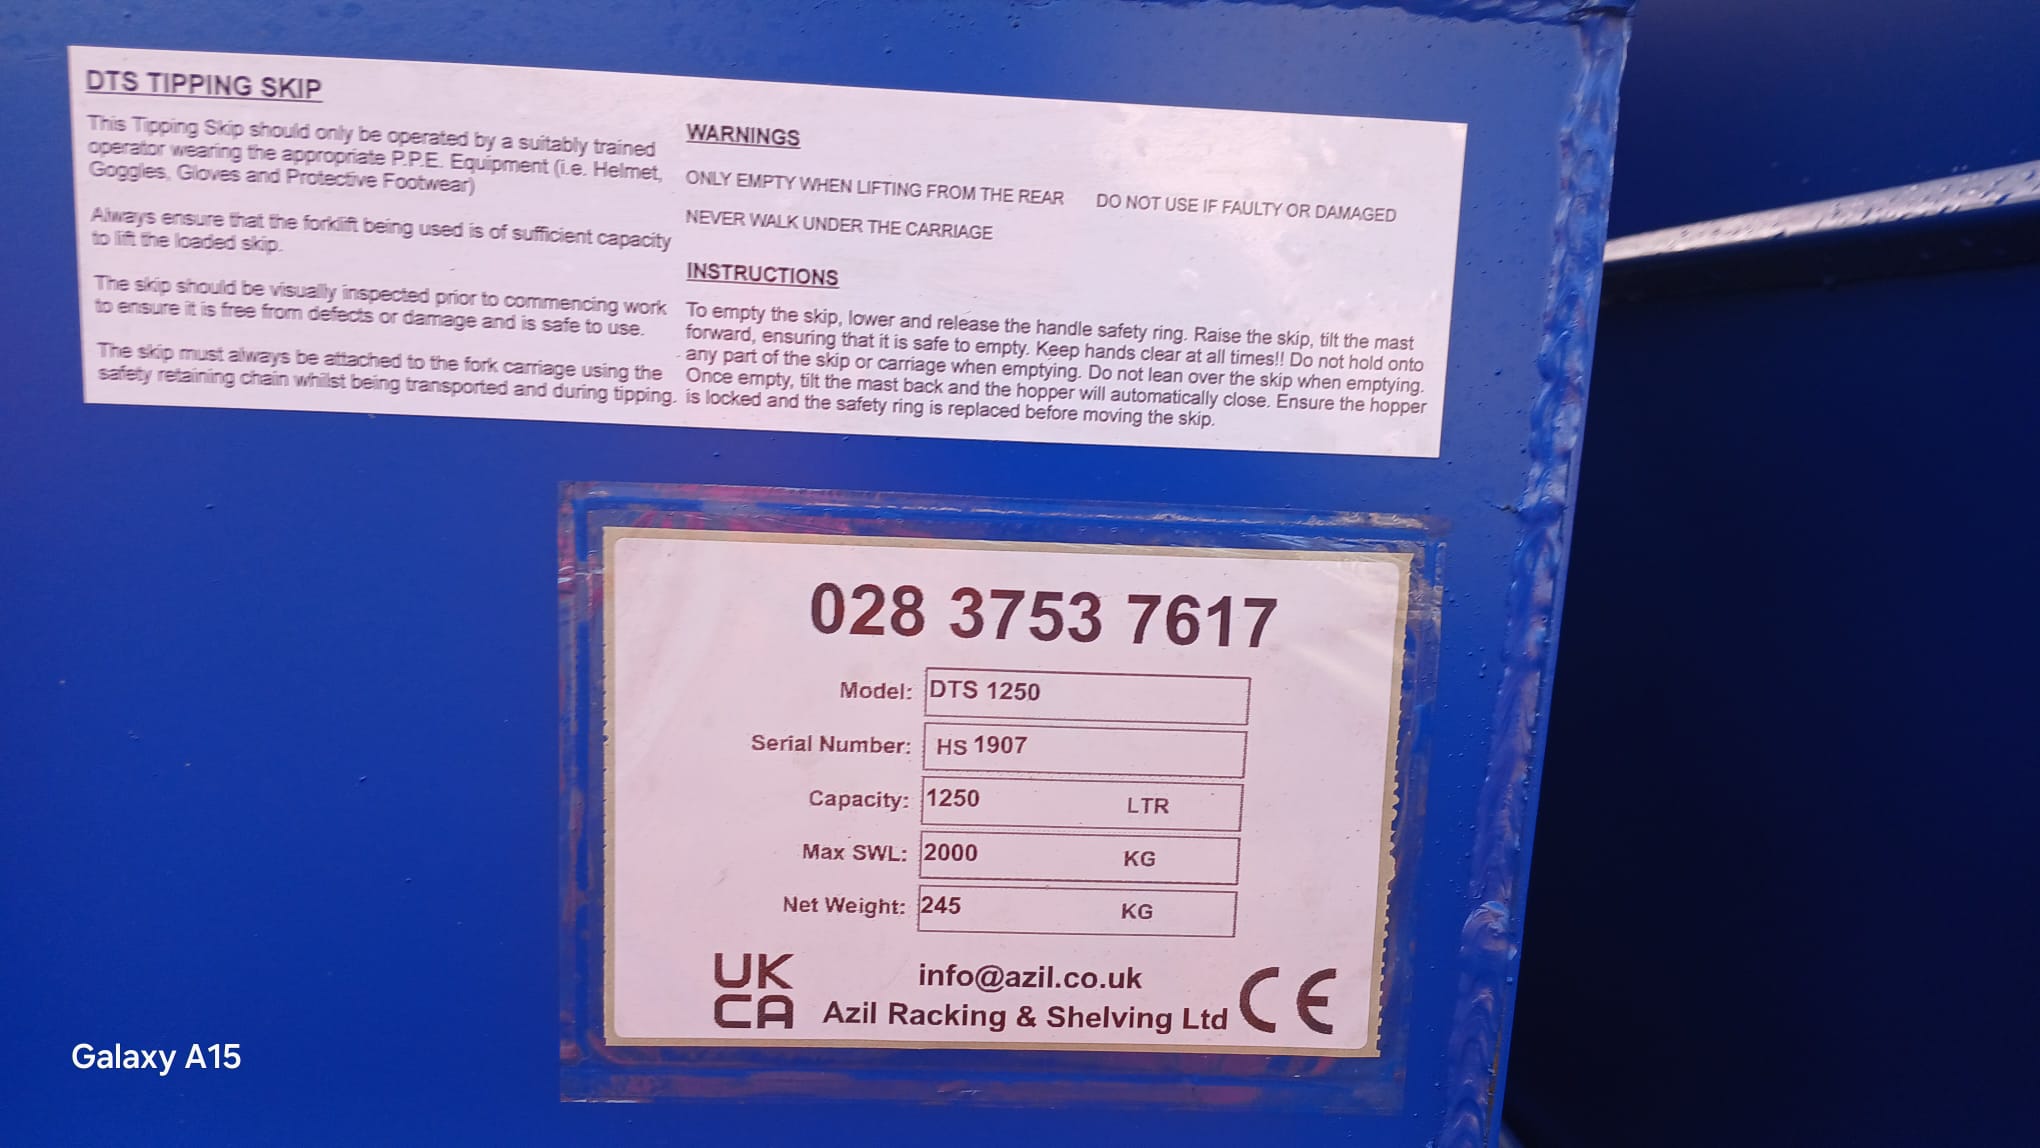 DTS TIPPING SKIP
This Tipping Skip should only be operated by a suitably trained
operator wearing the appropriate P.P.E. Equipment (i.e. Helmet,
Goggles, Gloves and Protective Footwear)
Always ensure that the forklift being used is of sufficient capacity
to lift the loaded skip.
The skip should be visually inspected prior to commencing work
to ensure it is free from defects or damage and is safe to use.
The skip must always be attached to the fork carriage using the
safety retaining chain whilst being transported and during tipping.
WARNINGS
ONLY EMPTY WHEN LIFTING FROM THE REAR DO NOT USE IF FAULTY OR DAMAGED
NEVER WALK UNDER THE CARRIAGE
INSTRUCTIONS
To empty the skip, lower and release the handle safety ring. Raise the skip, tilt the mast
forward, ensuring that it is safe to empty. Keep hands clear at all times!! Do not hold onto
any part of the skip or carriage when emptying. Do not lean over the skip when emptying.
Once empty, tilt the mast back and the hopper will automatically close. Ensure the hopper
is locked and the safety ring is replaced before moving the skip.
028 3753 7617
Model: DTS 1250
Serial Number: HS 1907
Capacity: 1250 LTR
Max SWL: 2000 KG
Net Weight: 245 KG
UK
CA
info@azil.co.uk
Azil Racking & Shelving Ltd
CE
Galaxy A15